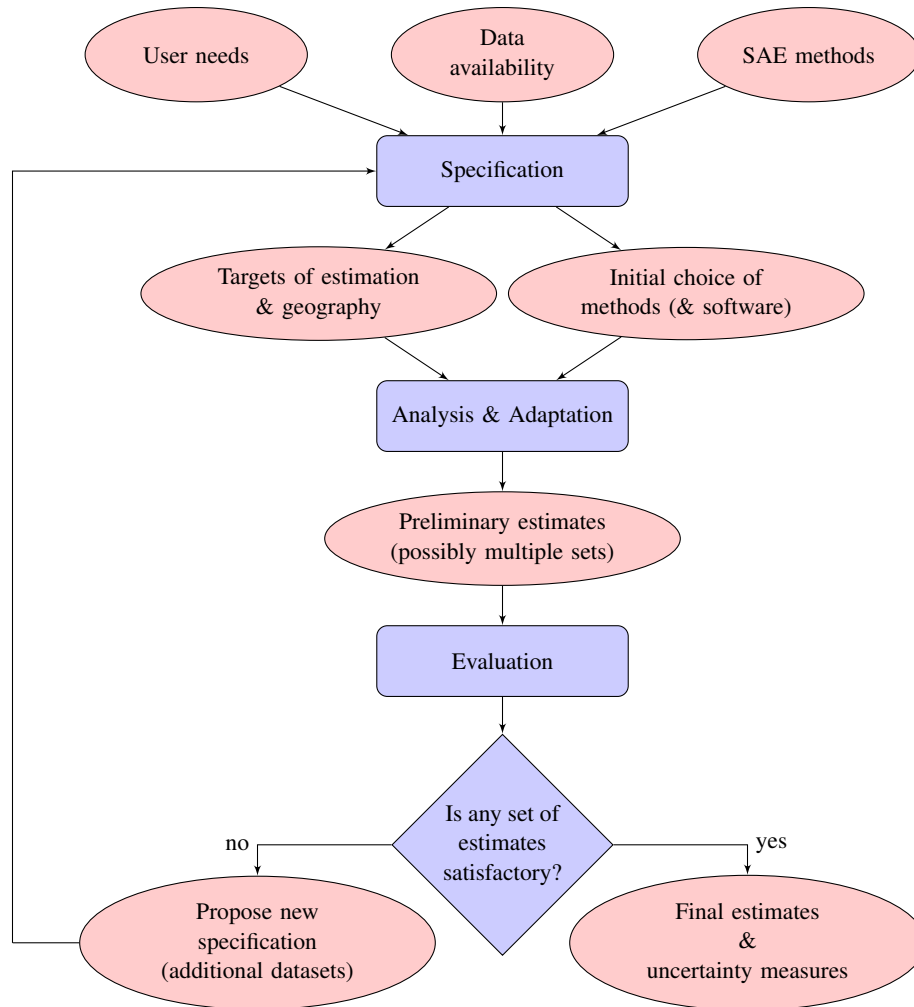 User needs
Data
availability
SAE methods
Specification
Targets of estimation
& geography
Initial choice of
methods (& software)
Analysis & Adaptation
Preliminary estimates
(possibly multiple sets)
Evaluation
Is any set of
estimates
satisfactory?
no
yes
Propose new
specification
(additional datasets)
Final estimates
&
uncertainty measures